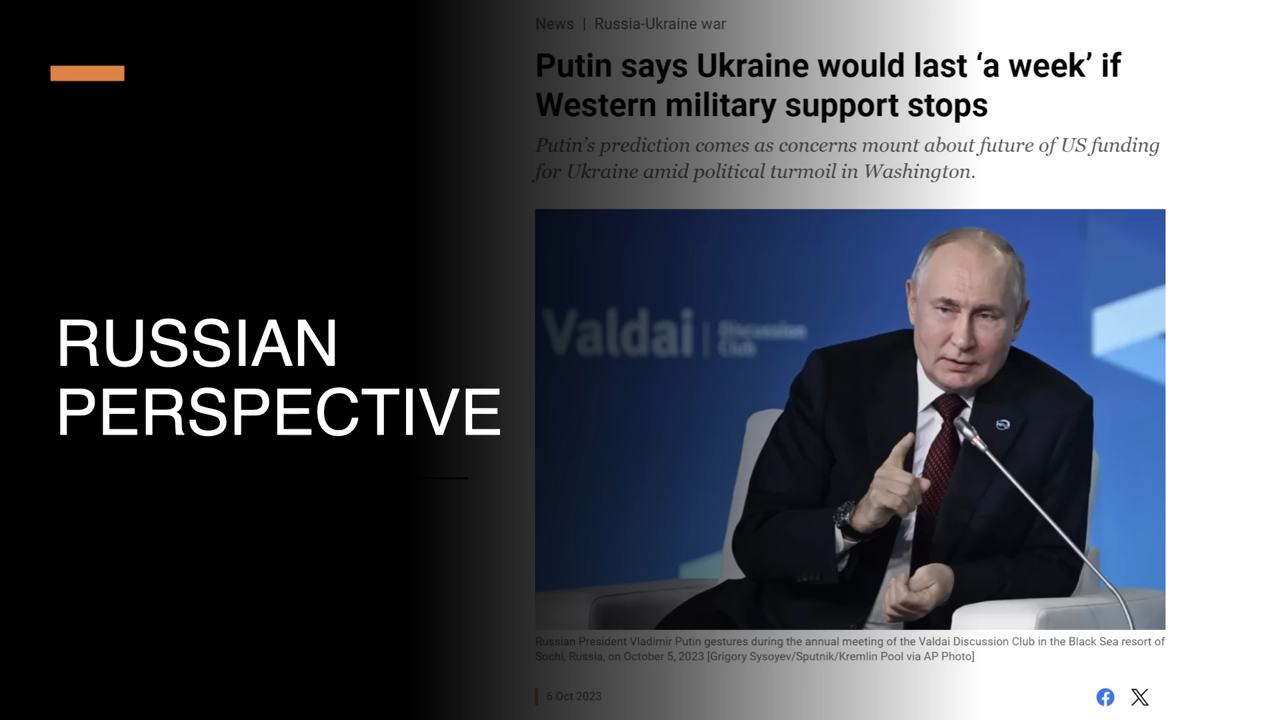 RUSSIAN
PERSPECTIVE
News | Russia-Ukraine war
Putin says Ukraine would last ‘a week’ if
Western military support stops
Putin’s prediction comes as concerns mount about future of US funding
for Ukraine amid political turmoil in Washington.
Valdai | Discussion
Club
Russian President Vladimir Putin gestures during the annual meeting of the Valdai Discussion Club in the Black Sea resort of
Sochi, Russia, on October 5, 2023 [Grigory Sysoyev/Sputnik/Kremlin Pool via AP Photo]
6 Oct 2023